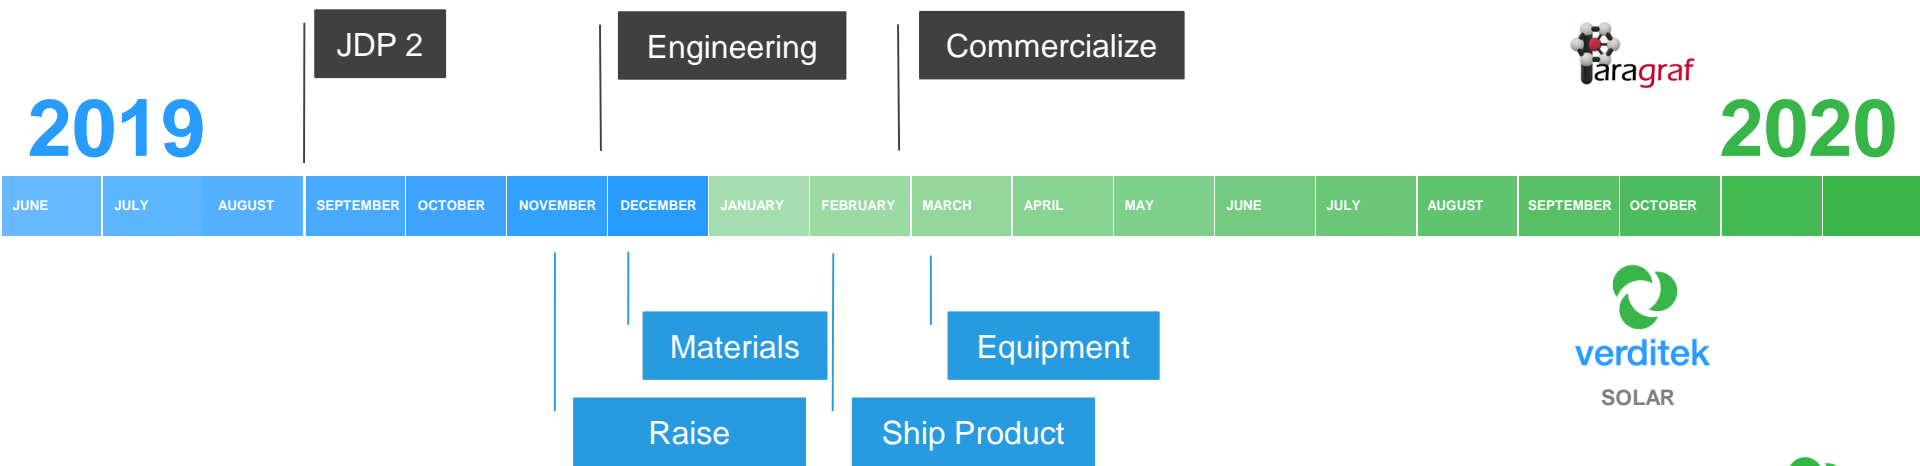 JDP 2
Engineering
Commercialize
Paragraf
2019
2020
JUNE JULY AUGUST SEPTEMBER OCTOBER NOVEMBER DECEMBER JANUARY FEBRUARY MARCH APRIL MAY JUNE JULY AUGUST SEPTEMBER OCTOBER
Materials
Equipment
verditek
SOLAR
Raise
Ship Product